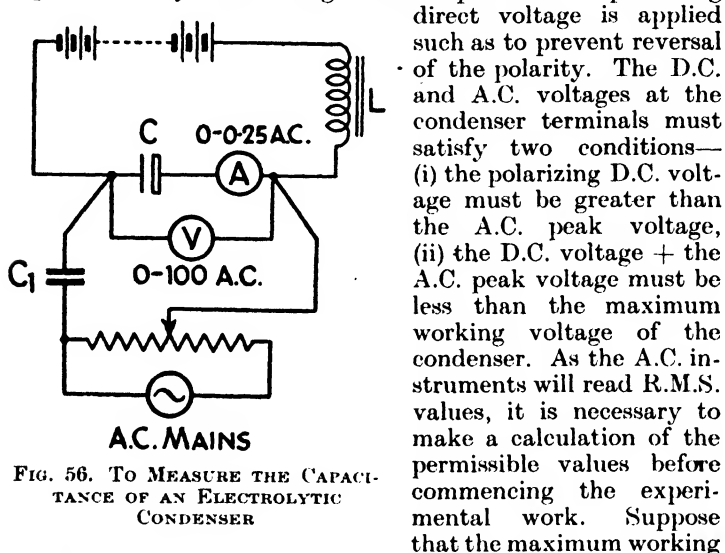 direct voltage is applied
such as to prevent reversal
of the polarity. The D.C.
and A.C. voltages at the
condenser terminals must
satisfy two conditions—
(i) the polarizing D.C. volt-
age must be greater than
the A.C. peak voltage,
(ii) the D.C. voltage + the
A.C. peak voltage must be
less than the maximum
working voltage of the
condenser. As the A.C. in-
struments will read R.M.S.
values, it is necessary to
make a calculation of the
permissible values before
commencing the experi-
mental work. Suppose
that the maximum working
L
C
0-0·25 A.C.
A
V
0-100 A.C.
C1
A.C. MAINS
FIG. 56. TO MEASURE THE CAPACI-
TANCE OF AN ELECTROLYTIC
CONDENSER